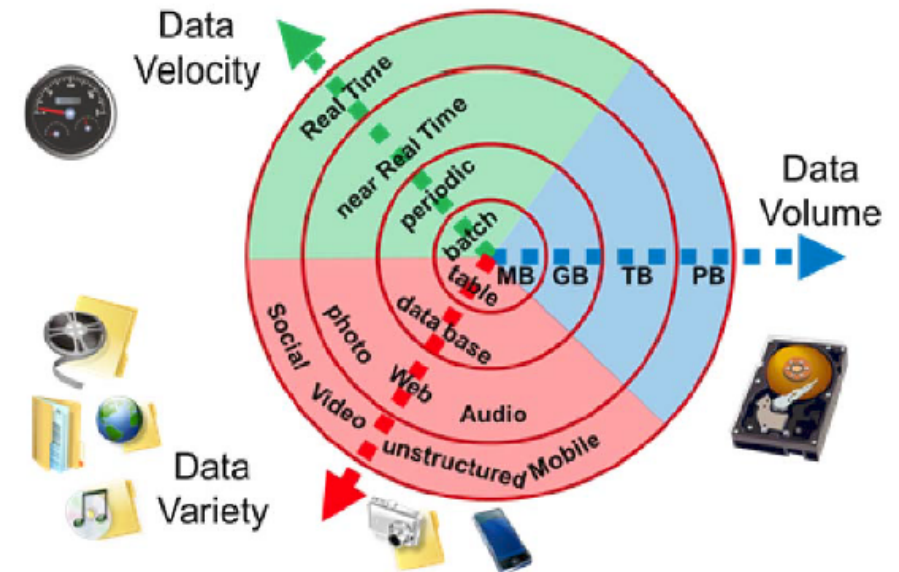 Data
Velocity
Real Time
near Real Time
periodic
batch
Data
Volume
MB GB TB PB
table
data base
photo
Web
Audio
Social
Video
unstructured
Mobile
Data
Variety